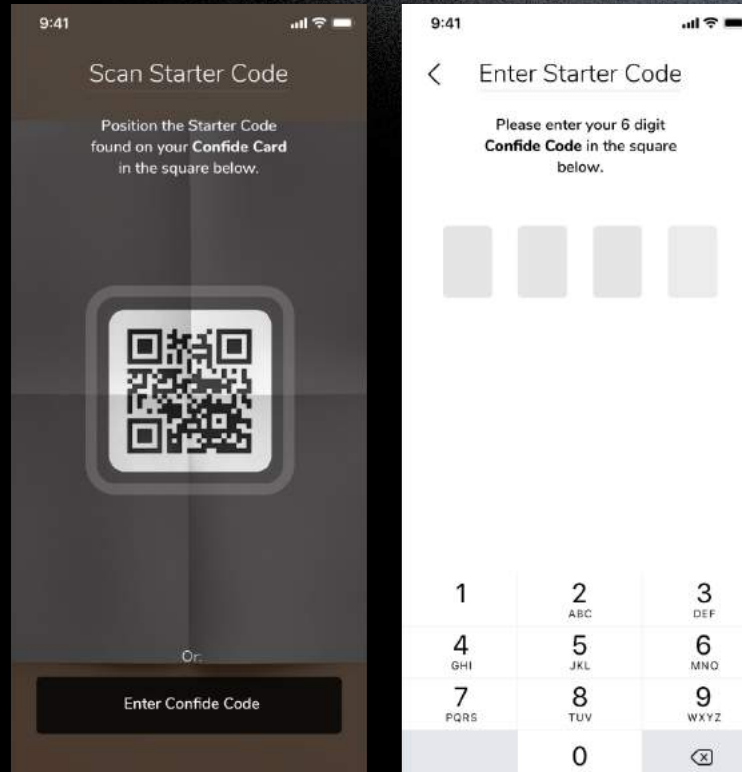 9:41
Scan Starter Code
Position the Starter Code
found on your Confide Card
in the square below.
Or,
Enter Confide Code
9:41
Enter Starter Code
Please enter your 6 digit
Confide Code in the square
below.
1
2
ABC
3
DEF
4
GHI
5
JKL
6
MNO
7
PQRS
8
TUV
9
WXYZ
0